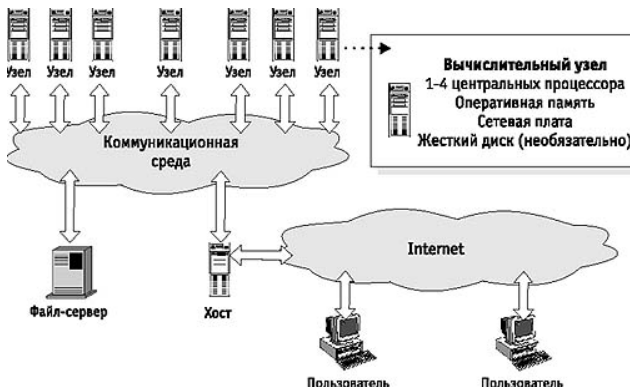 Узел Узел Узел Узел Узел Узел Узел
Вычислительный узел
1–4 центральных процессора
Оперативная память
Сетевая плата
Жесткий диск (необязательно)
Коммуникационная
среда
Internet
Файл-сервер
Хост
Пользователь
Пользователь